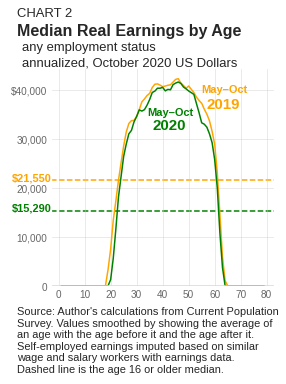 CHART 2
Median Real Earnings by Age
any employment status
annualized, October 2020 US Dollars
$40,000
May–Oct
2019
May–Oct
2020
30,000
$21,550
20,000
$15,290
10,000
0
0 10 20 30 40 50 60 70 80
Source: Author's calculations from Current Population
Survey. Values smoothed by showing the average of
an age with the age before it and the age after it.
Self-employed earnings imputed based on similar
wage and salary workers with earnings data.
Dashed line is the age 16 or older median.